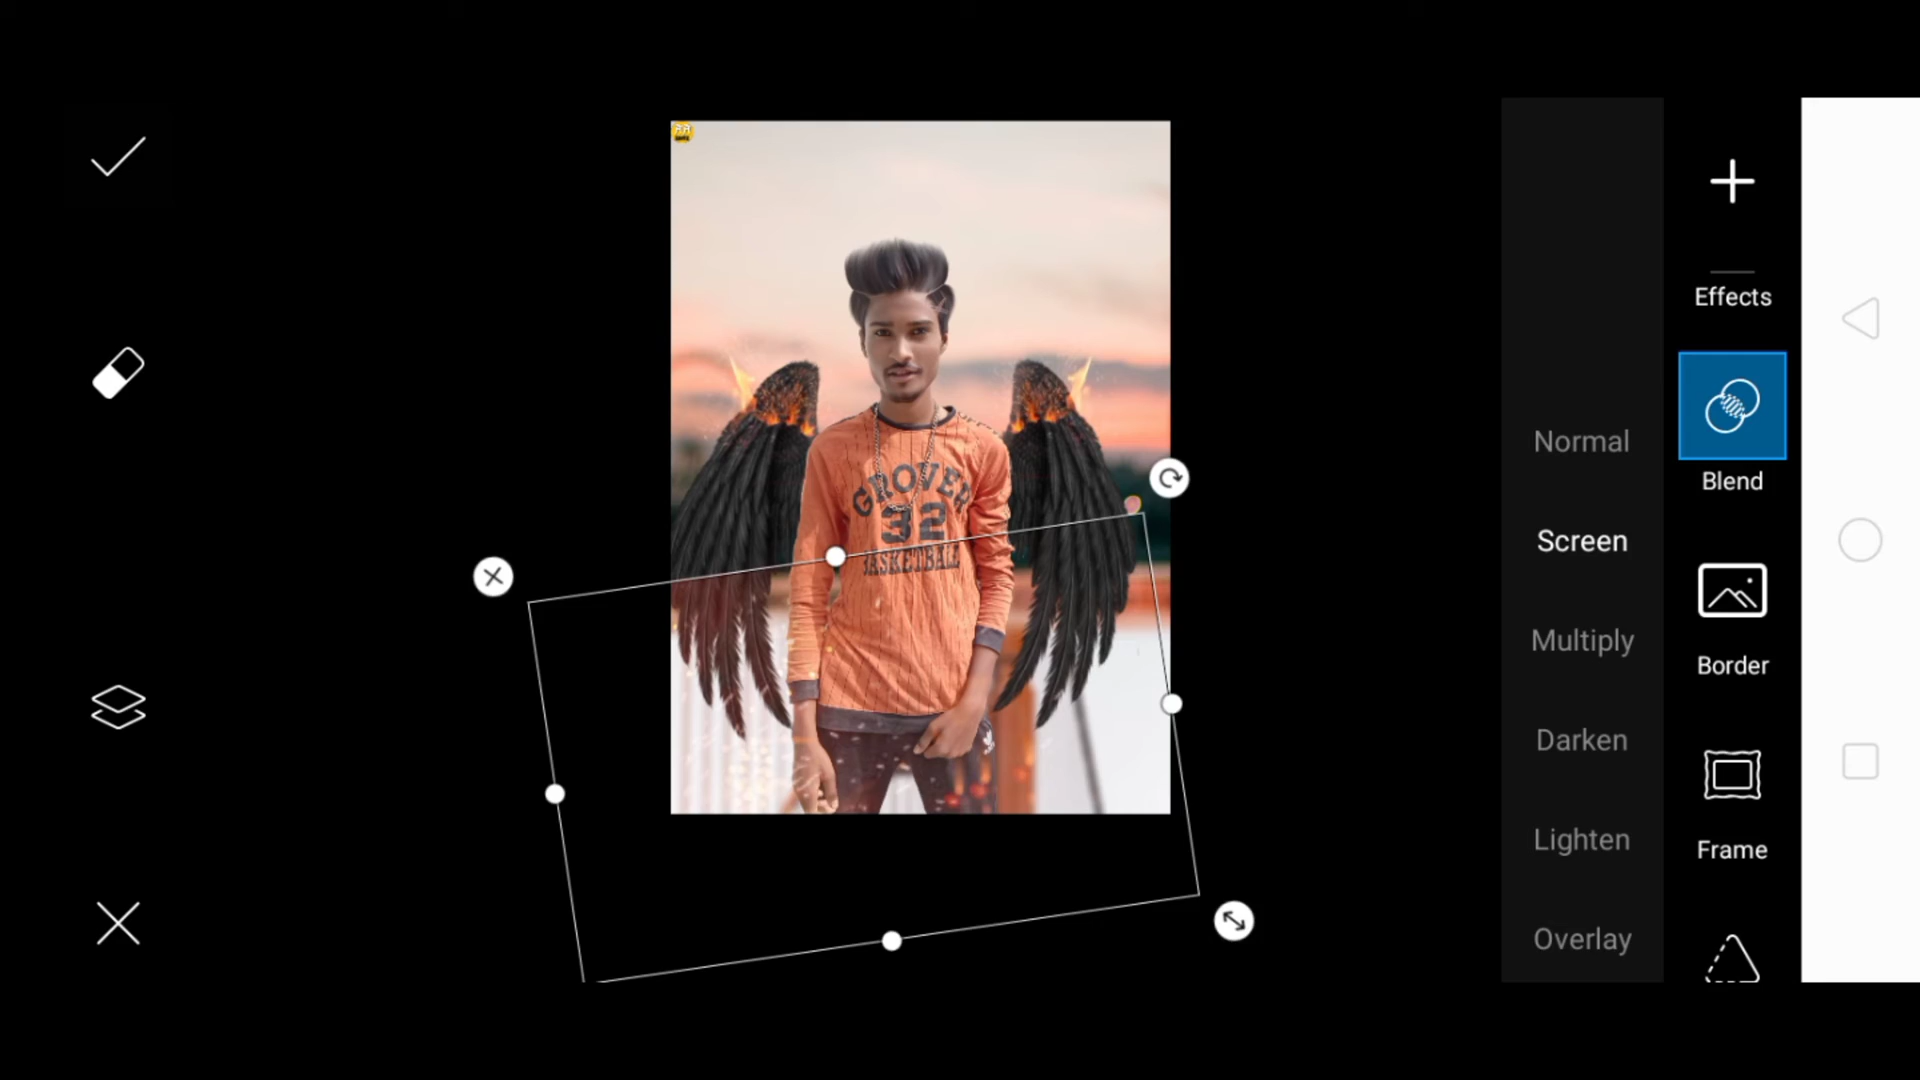 Effects
Blend
Border
Frame
Normal
Screen
Multiply
Darken
Lighten
Overlay
GROVER
32
BASKETBALL